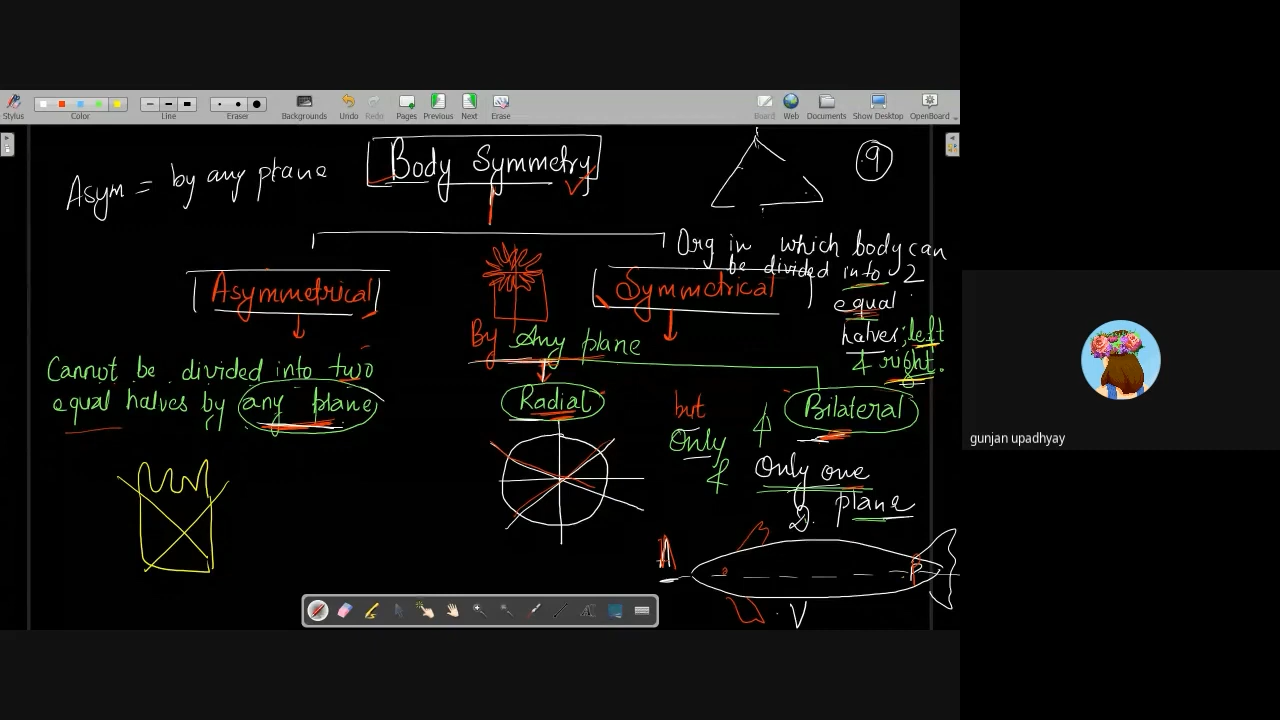 Stylus
Color
Line
Eraser
Backgrounds
Undo
Redo
Pages
Previous
Next
Erase
Board
Web
Documents
Show Desktop
OpenBoard
Body Symmetry
Asym = by any plane
9
Asymmetrical
Symmetrical
Org in which body can
be divided into 2
equal
halves; left
& right.
Cannot be divided into two
equal halves by any plane
By Any plane
Radial
but
Only
&
Bilateral
Only one
plane
D.
A
P
V
gunjan upadhyay